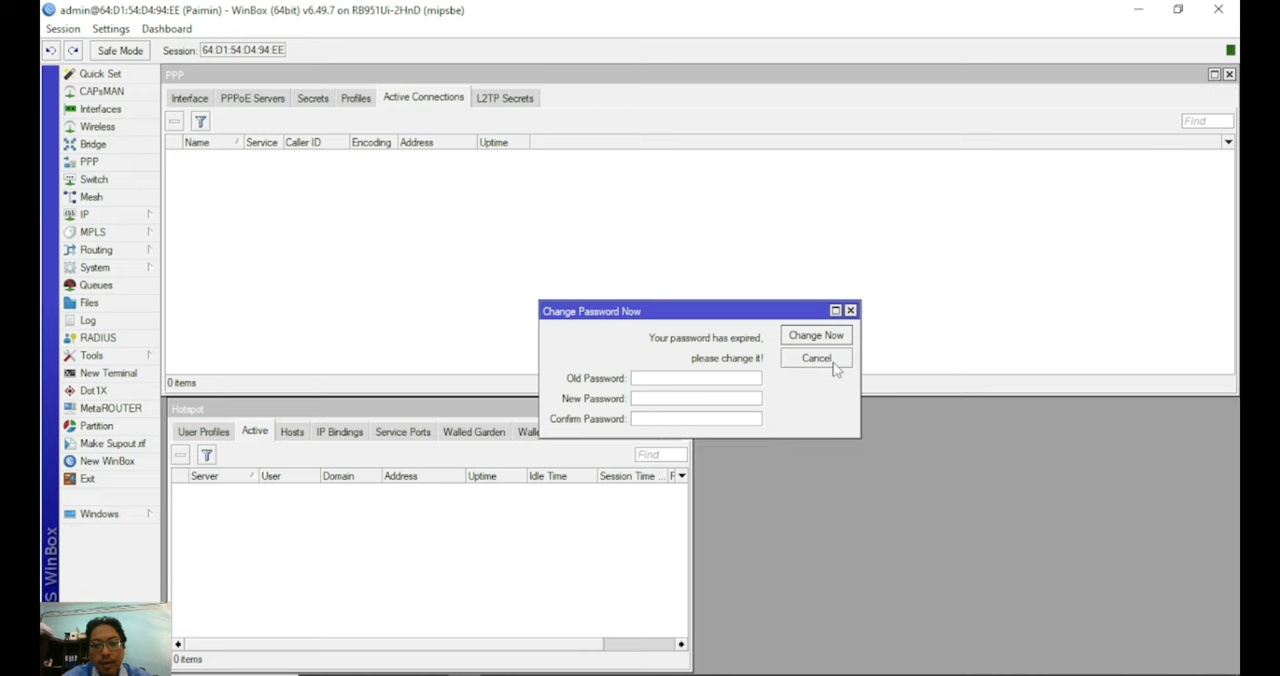 admin@64:D1:54:D4:94:EE (Paimin) - WinBox (64bit) v6.49.7 on RB951Ui-2HnD (mipsbe)
Session Settings Dashboard
Safe Mode Session: 64:D1:54:D4:94:EE
Quick Set
CAPsMAN
Interfaces
Wireless
Bridge
PPP
Switch
Mesh
IP
MPLS
Routing
System
Queues
Files
Log
RADIUS
Tools
New Terminal
Dot1X
MetaROUTER
Partition
Make Supout.rif
New WinBox
Exit
Windows
S WinBox
PPP
Interface PPPoE Servers Secrets Profiles Active Connections L2TP Secrets
Find
Name Service Caller ID Encoding Address Uptime
0 items
Change Password Now
Your password has expired, Change Now
please change it! Cancel
Old Password:
New Password:
Confirm Password:
Hotspot
User Profiles Active Hosts IP Bindings Service Ports Walled Garden Walle
Find
Server User Domain Address Uptime Idle Time Session Time ...
0 items